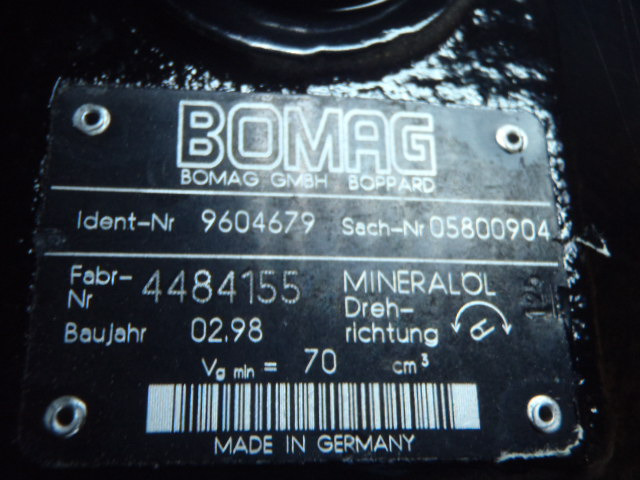 BOMAG
BOMAG GMBH BOPPARD
Ident-Nr 9604679 Sach-Nr 05800904
Fabr-Nr 4484155 MINERALÖL
Baujahr 02.98 Dreh-
richtung
Vg min = 70 cm³
MADE IN GERMANY